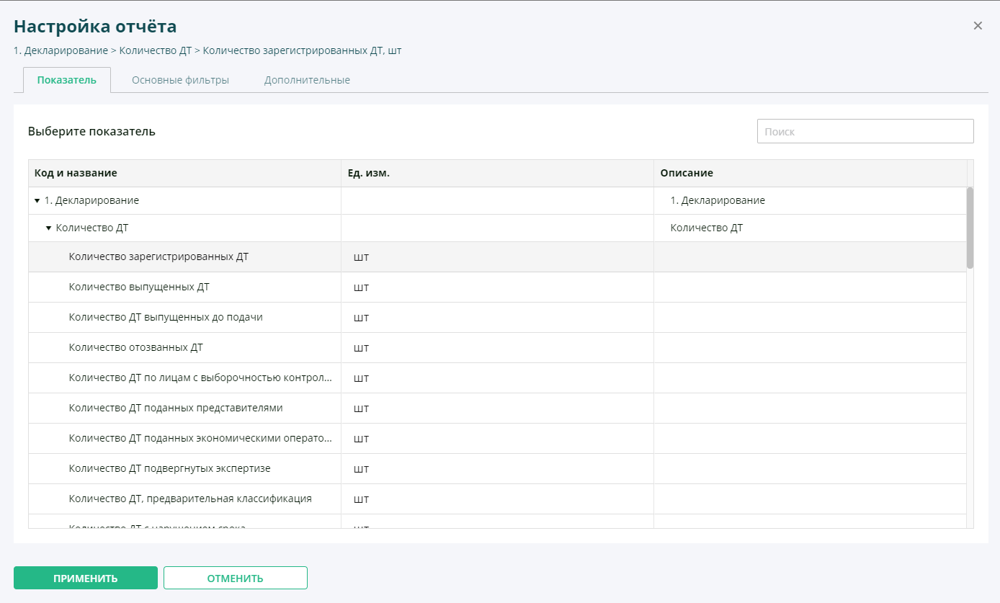 Настройка отчёта
1. Декларирование > Количество ДТ > Количество зарегистрированных ДТ, шт
Показатель Основные фильтры Дополнительные
Выберите показатель Поиск
Код и название Ед. изм. Описание
1. Декларирование 1. Декларирование
Количество ДТ Количество ДТ
Количество зарегистрированных ДТ шт
Количество выпущенных ДТ шт
Количество ДТ выпущенных до подачи шт
Количество отозванных ДТ шт
Количество ДТ по лицам с выборочностью контрол... шт
Количество ДТ поданных представителями шт
Количество ДТ поданных экономическими операто... шт
Количество ДТ подвергнутых экспертизе шт
Количество ДТ, предварительная классификация шт
Количество ДТ с нарушением срока шт
ПРИМЕНИТЬ ОТМЕНИТЬ